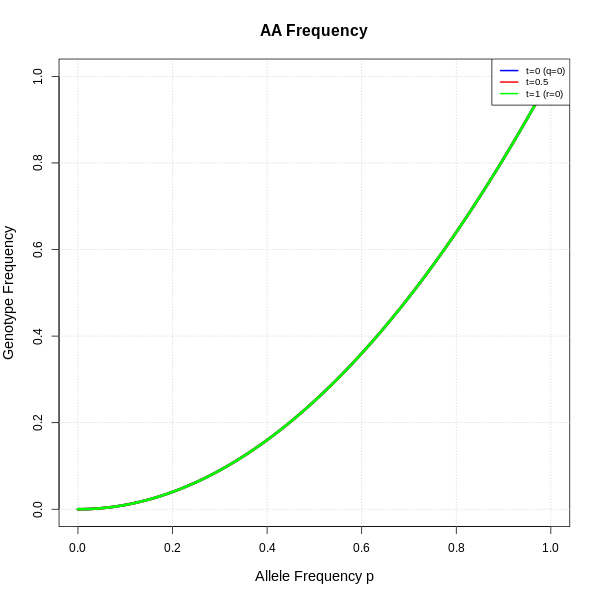 AA Frequency
t=0 (q=0)
t=0.5
t=1 (r=0)
Genotype Frequency
1.0
0.8
0.6
0.4
0.2
0.0
0.0 0.2 0.4 0.6 0.8 1.0
Allele Frequency p